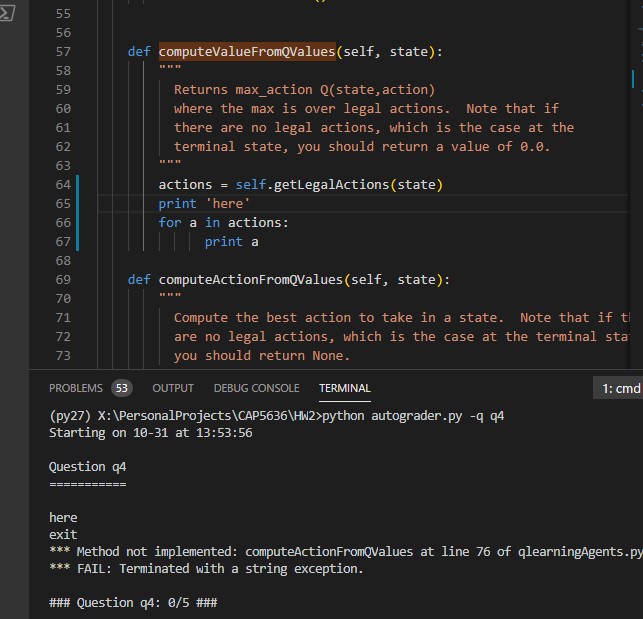 55
56
57 def computeValueFromQValues(self, state):
58 """
59 Returns max_action Q(state,action)
60 where the max is over legal actions.  Note that if
61 there are no legal actions, which is the case at the
62 terminal state, you should return a value of 0.0.
63 """
64 actions = self.getLegalActions(state)
65 print 'here'
66 for a in actions:
67 print a
68
69 def computeActionFromQValues(self, state):
70 """
71 Compute the best action to take in a state.  Note that if t
72 are no legal actions, which is the case at the terminal sta
73 you should return None.
PROBLEMS 53 OUTPUT DEBUG CONSOLE TERMINAL 1: cmd
(py27) X:\PersonalProjects\CAP5636\HW2>python autograder.py -q q4
Starting on 10-31 at 13:53:56
Question q4
===========
here
exit
*** Method not implemented: computeActionFromQValues at line 76 of qlearningAgents.py
*** FAIL: Terminated with a string exception.
### Question q4: 0/5 ###